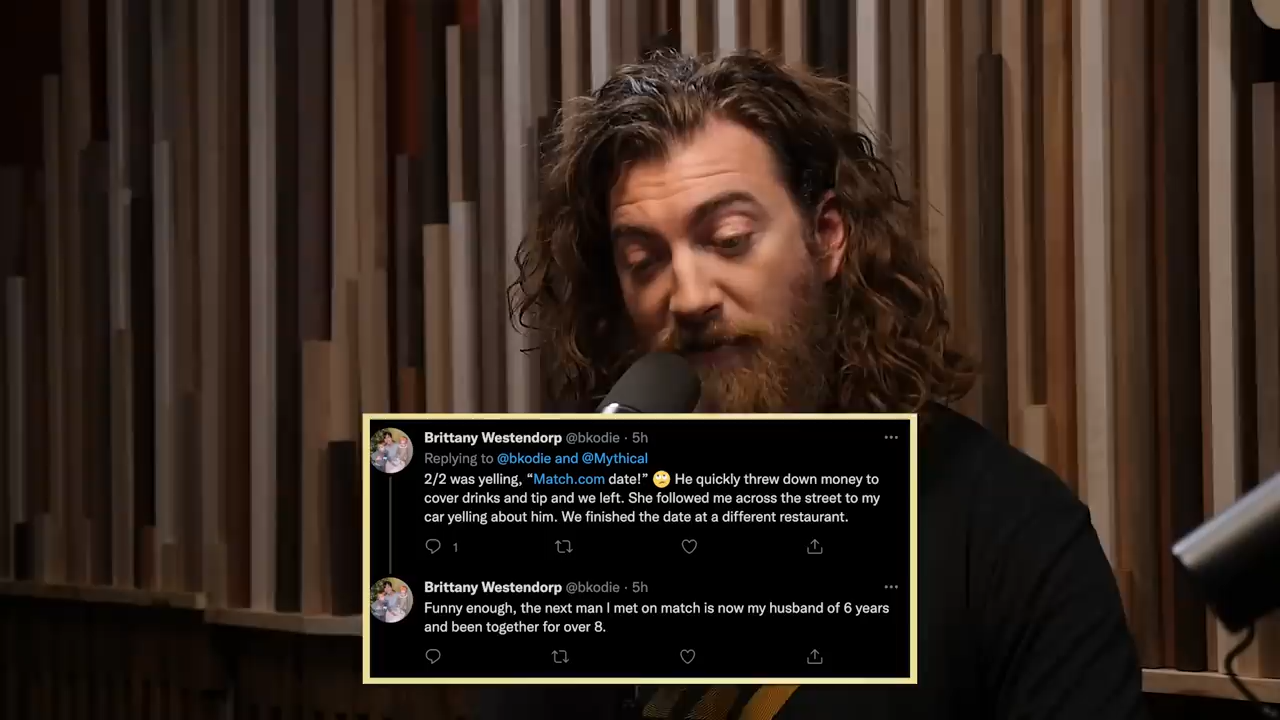 Brittany Westendorp @bkodie · 5h
Replying to @bkodie and @Mythical
2/2 was yelling, “Match.com date!” 🙄 He quickly threw down money to
cover drinks and tip and we left. She followed me across the street to my
car yelling about him. We finished the date at a different restaurant.
1
Brittany Westendorp @bkodie · 5h
Funny enough, the next man I met on match is now my husband of 6 years
and been together for over 8.